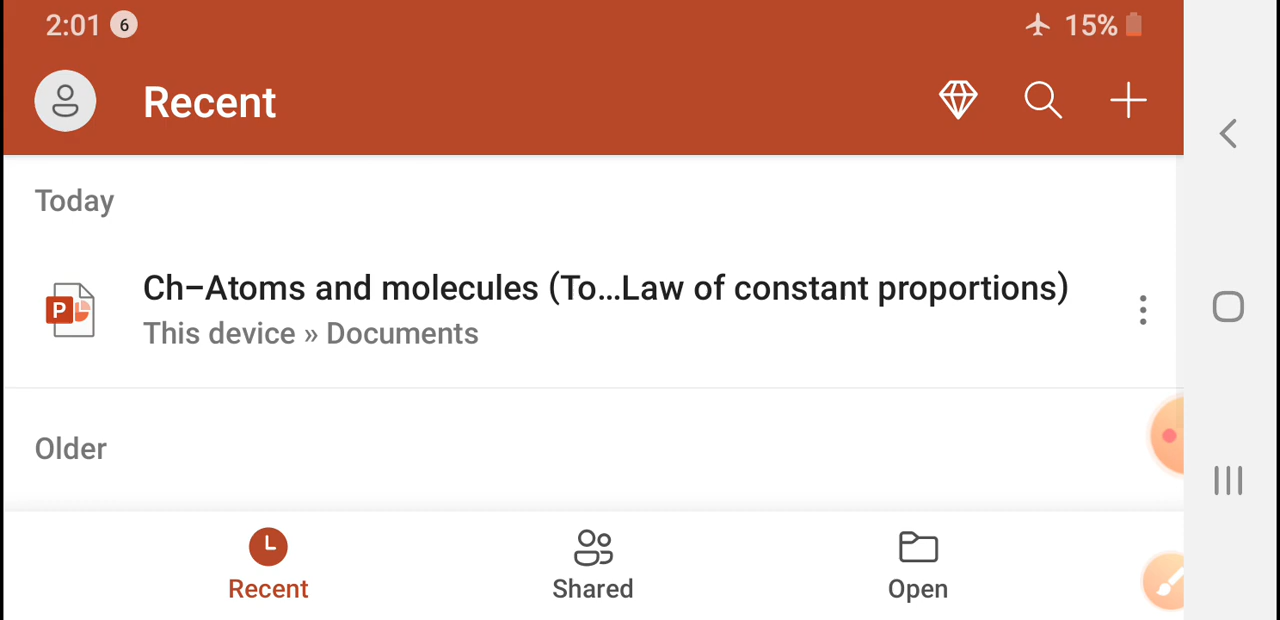 2:01 6 15%
Recent
Today
P
Ch–Atoms and molecules (To...Law of constant proportions)
This device » Documents
Older
Recent Shared Open